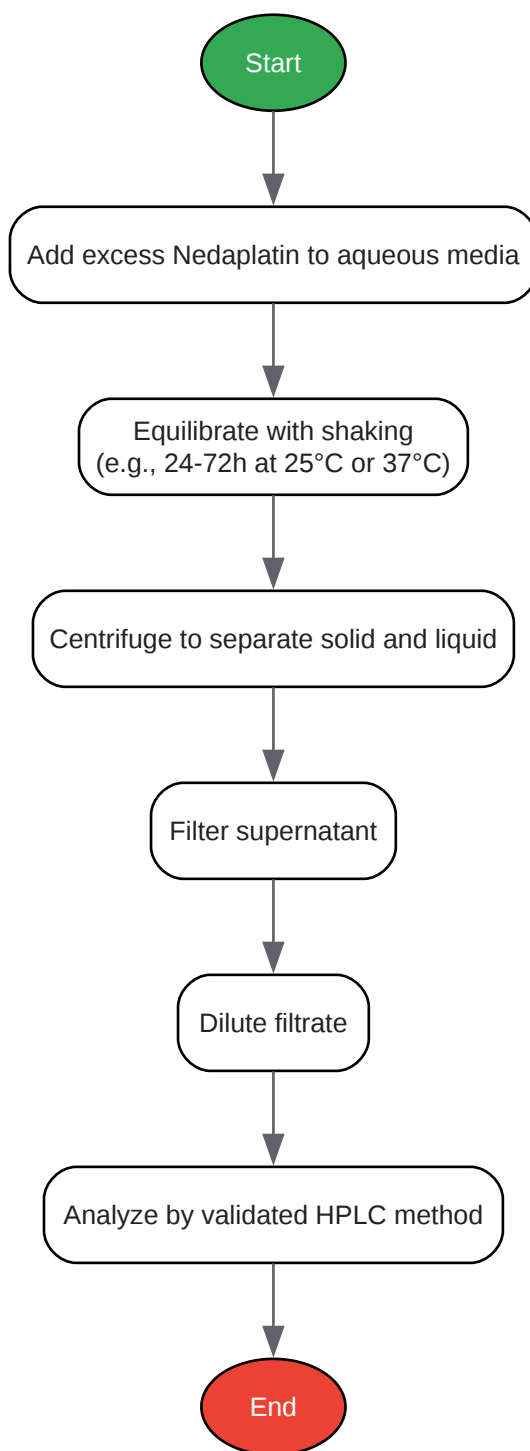 Start
Add excess Nedaplatin to aqueous media
Equilibrate with shaking
(e.g., 24-72h at 25°C or 37°C)
Centrifuge to separate solid and liquid
Filter supernatant
Dilute filtrate
Analyze by validated HPLC method
End